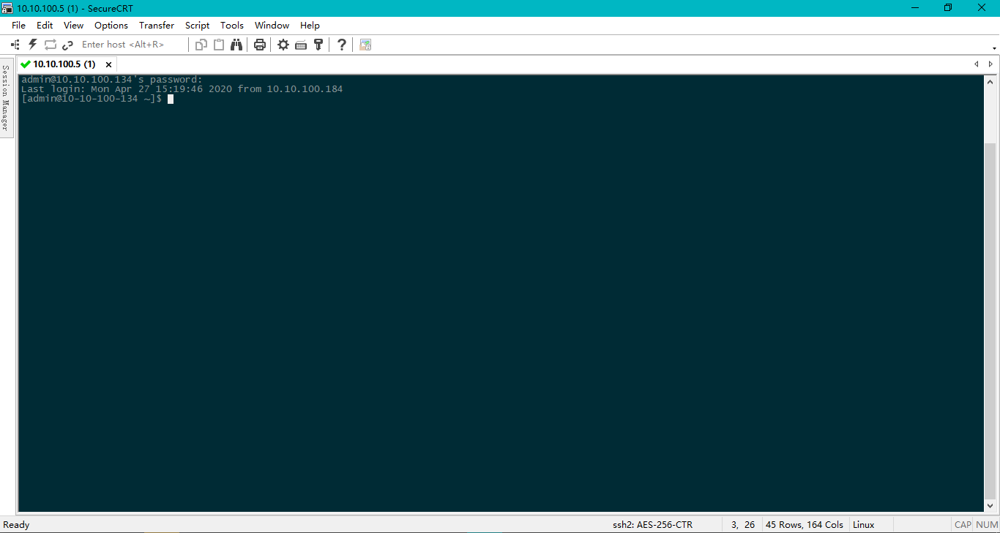 10.10.100.5 (1) - SecureCRT
File Edit View Options Transfer Script Tools Window Help
Enter host <Alt+R>
10.10.100.5 (1)
Session Manager
admin@10.10.100.134's password:
Last login: Mon Apr 27 15:19:46 2020 from 10.10.100.184
[admin@10-10-100-134 ~]$
Ready ssh2: AES-256-CTR 3, 26 45 Rows, 164 Cols Linux CAP NUM